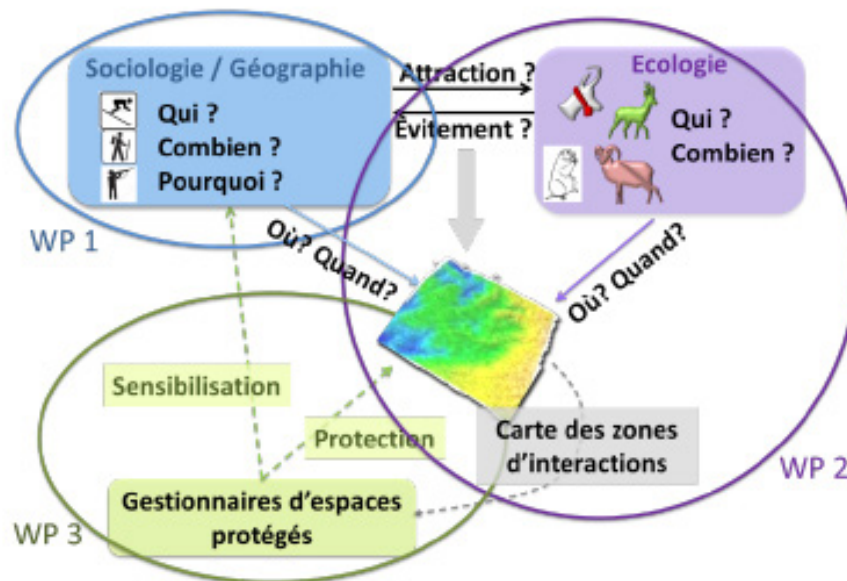 Sociologie / Géographie
Qui ?
Combien ?
Pourquoi ?
Attraction ?
Èvitement ?
Ecologie
Qui ?
Combien ?
WP 1
Où? Quand?
Où? Quand?
Sensibilisation
Protection
Carte des zones
d'interactions
WP 2
Gestionnaires d'espaces
protégés
WP 3